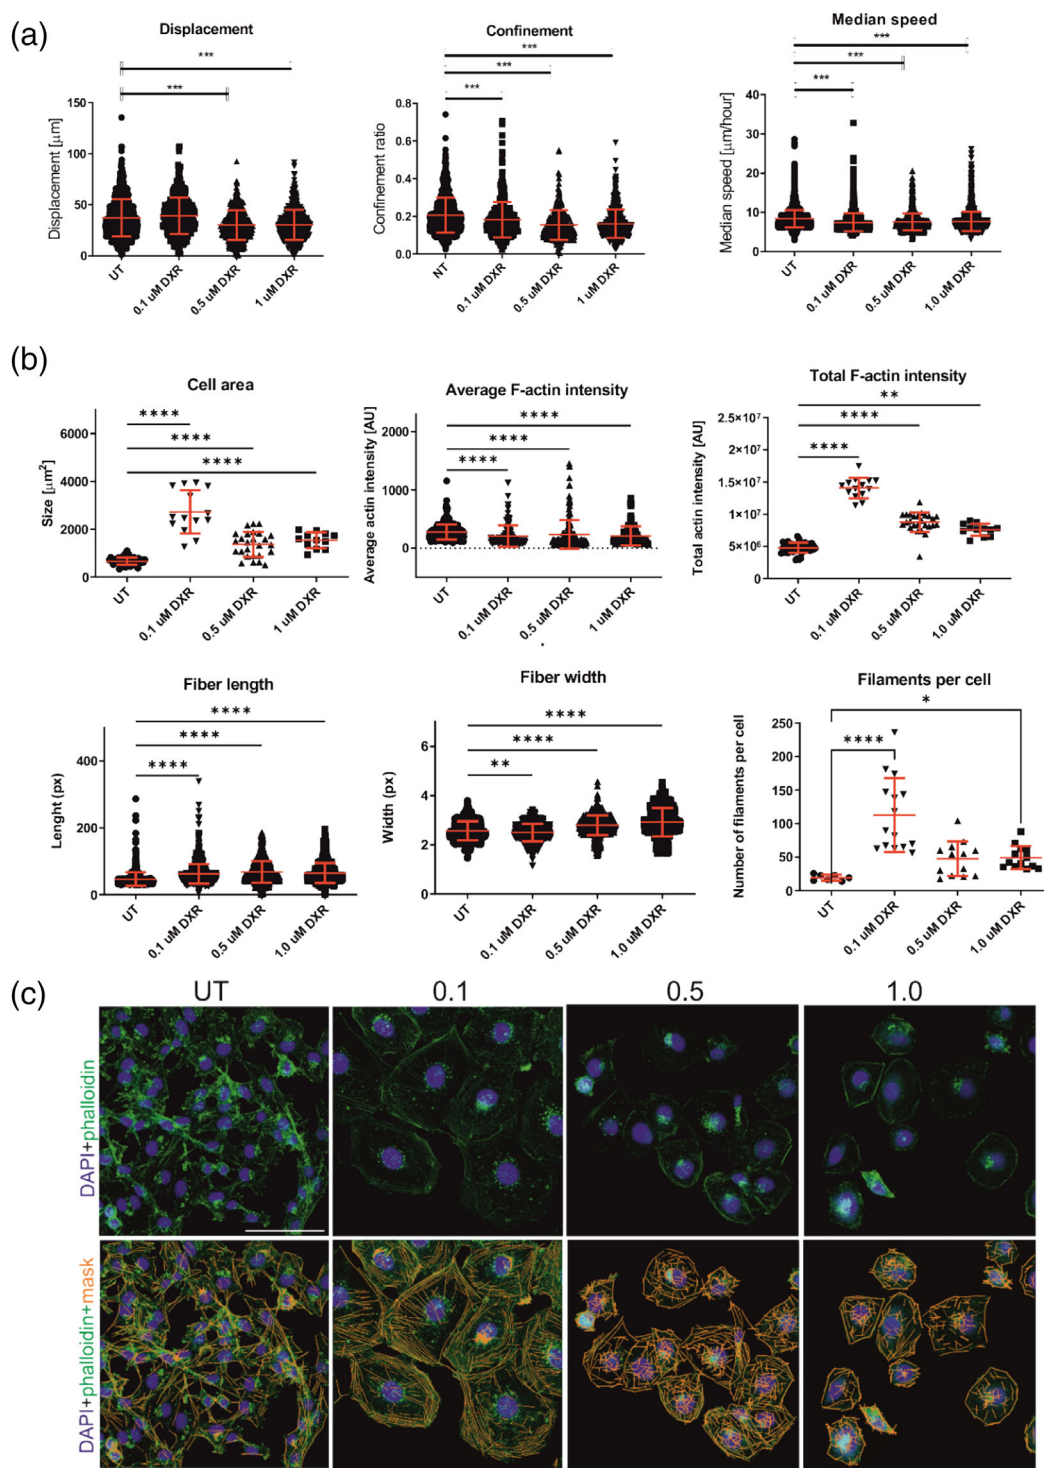 (a)
Displacement
***
***
Displacement [µm]
150
100
50
0
UT
0.1 uM DXR
0.5 uM DXR
1 uM DXR
Confinement
***
***
***
Confinement ratio
0.8
0.6
0.4
0.2
0.0
NT
0.1 uM DXR
0.5 uM DXR
1 uM DXR
Median speed
***
***
***
Median speed [µm/hour]
40
30
20
10
0
UT
0.1 uM DXR
0.5 uM DXR
1.0 uM DXR
(b)
Cell area
****
****
****
Size [µm²]
6000
4000
2000
0
UT
0.1 uM DXR
0.5 uM DXR
1 uM DXR
Average F-actin intensity
****
****
****
Average actin intensity [AU]
2000
1000
0
UT
0.1 uM DXR
0.5 uM DXR
1 uM DXR
Total F-actin intensity
**
****
****
Total actin intensity [AU]
2.5×10⁷
2.0×10⁷
1.5×10⁷
1.0×10⁷
5.0×10⁶
0
UT
0.1 uM DXR
0.5 uM DXR
1.0 uM DXR
Fiber length
****
****
****
Lenght (px)
400
200
0
UT
0.1 uM DXR
0.5 uM DXR
1.0 uM DXR
Fiber width
****
****
**
Width (px)
6
4
2
0
UT
0.1 uM DXR
0.5 uM DXR
1.0 uM DXR
Filaments per cell
*
****
Number of filaments per cell
250
200
150
100
50
0
UT
0.1 uM DXR
0.5 uM DXR
1.0 uM DXR
(c)
UT
0.1
0.5
1.0
DAPI+phalloidin
DAPI+phalloidin+mask